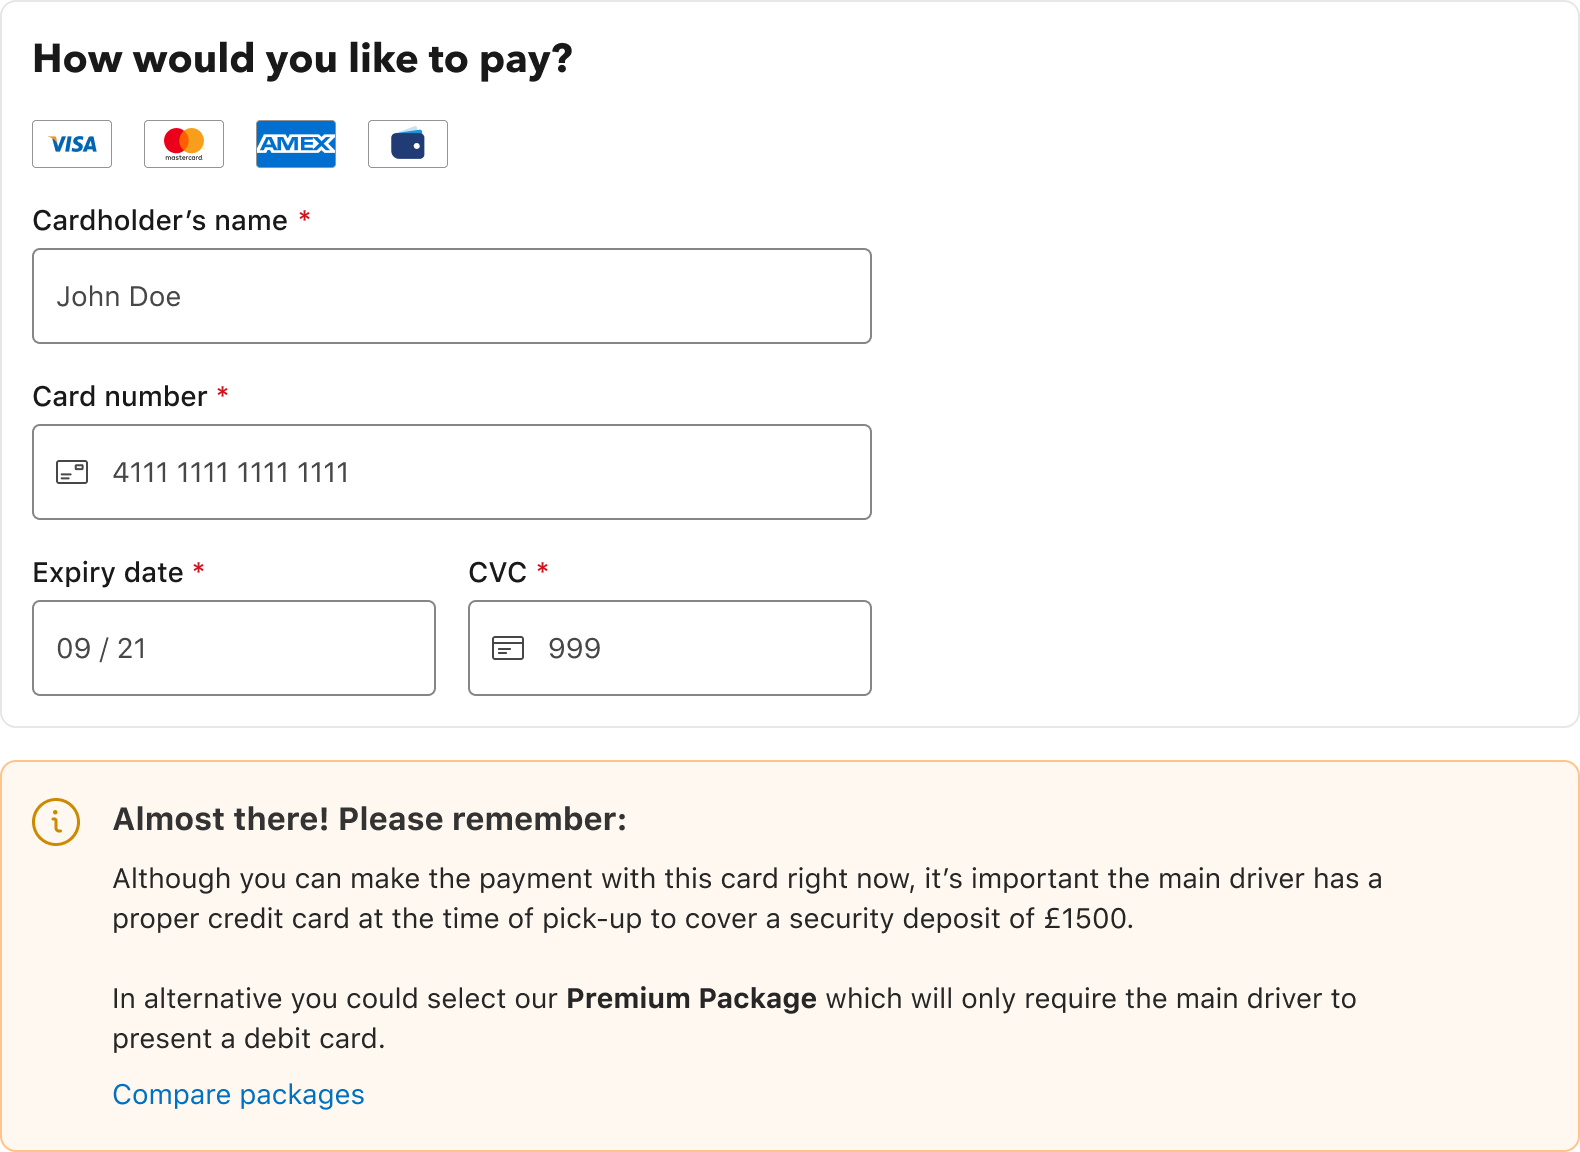 How would you like to pay?
VISA
mastercard.
AMEX
Cardholder’s name *
John Doe
Card number *
4111 1111 1111 1111
Expiry date *
CVC *
09 / 21
999
Almost there! Please remember:
Although you can make the payment with this card right now, it’s important the main driver has a
proper credit card at the time of pick-up to cover a security deposit of £1500.
In alternative you could select our Premium Package which will only require the main driver to
present a debit card.
Compare packages